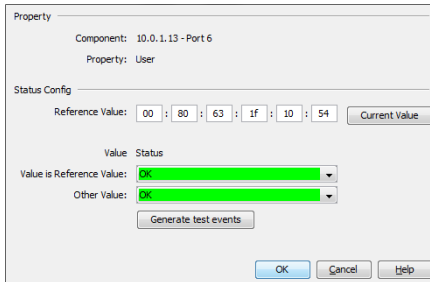 Property
Component: 10.0.1.13 - Port 6
Property: User
Status Config
Reference Value: 00 : 80 : 63 : 1f : 10 : 54 Current Value
Value Status
Value is Reference Value: OK
Other Value: OK
Generate test events
OK Cancel Help